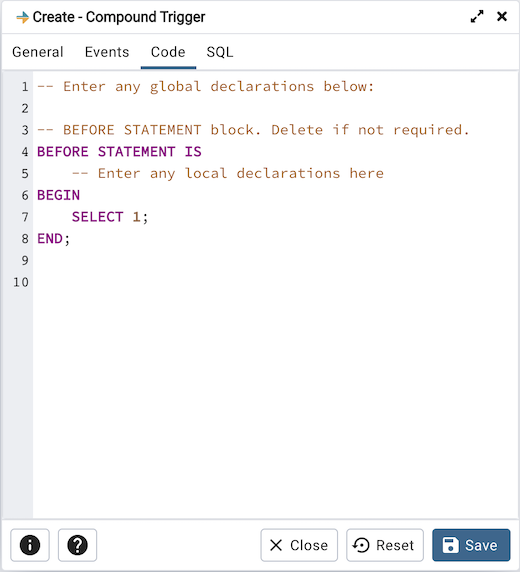 Create - Compound Trigger
General Events Code SQL
1 -- Enter any global declarations below:
2
3 -- BEFORE STATEMENT block. Delete if not required.
4 BEFORE STATEMENT IS
5     -- Enter any local declarations here
6 BEGIN
7     SELECT 1;
8 END;
9
10
Close Reset Save